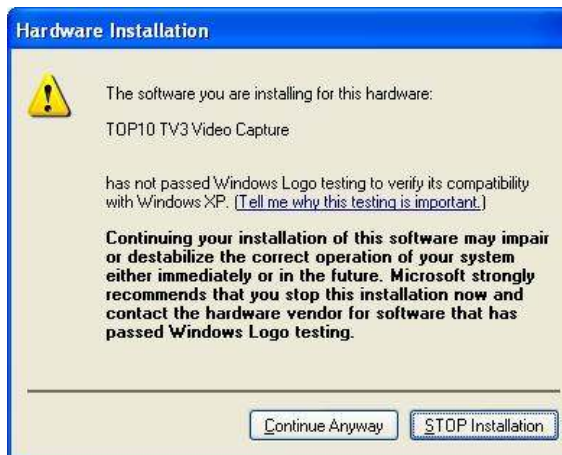 Hardware Installation
The software you are installing for this hardware:
TOP10 TV3 Video Capture
has not passed Windows Logo testing to verify its compatibility
with Windows XP. (Tell me why this testing is important.)
Continuing your installation of this software may impair
or destabilize the correct operation of your system
either immediately or in the future. Microsoft strongly
recommends that you stop this installation now and
contact the hardware vendor for software that has
passed Windows Logo testing.
Continue Anyway
STOP Installation